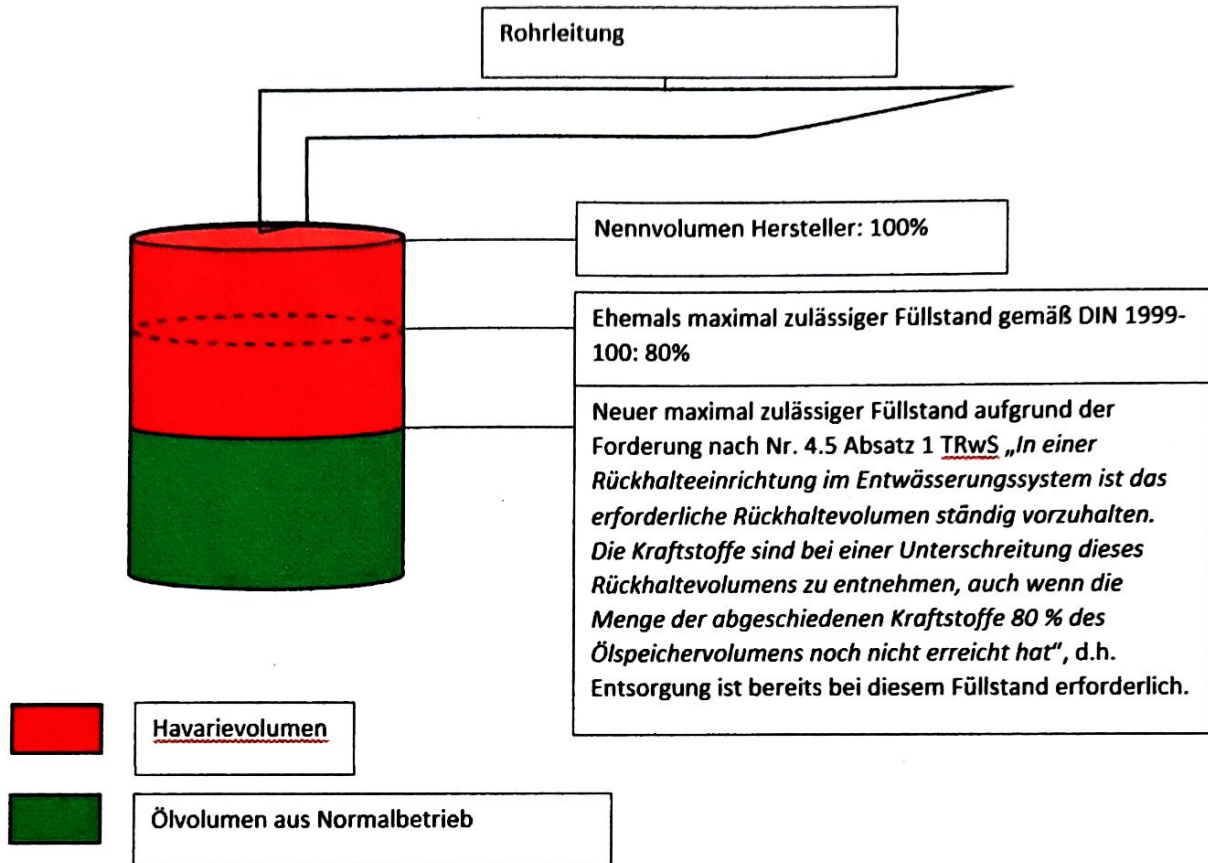 Rohrleitung
Nennvolumen Hersteller: 100%
Ehemals maximal zulässiger Füllstand gemäß DIN 1999-
100: 80%
Neuer maximal zulässiger Füllstand aufgrund der
Forderung nach Nr. 4.5 Absatz 1 TRwS „In einer
Rückhalteeinrichtung im Entwässerungssystem ist das
erforderliche Rückhaltevolumen ständig vorzuhalten.
Die Kraftstoffe sind bei einer Unterschreitung dieses
Rückhaltevolumens zu entnehmen, auch wenn die
Menge der abgeschiedenen Kraftstoffe 80 % des
Ölspeichervolumens noch nicht erreicht hat“, d.h.
Entsorgung ist bereits bei diesem Füllstand erforderlich.
Havarievolumen
Ölvolumen aus Normalbetrieb